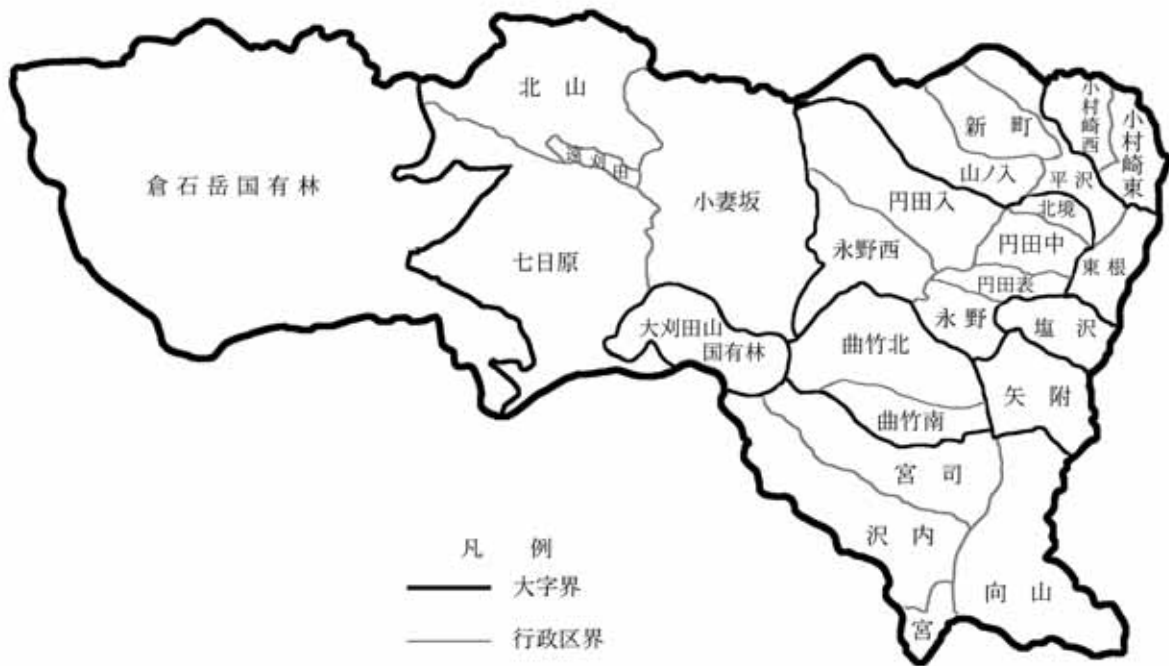 倉石岳国有林
北山
遠刈田
七日原
小妻坂
大刈田山
国有林
新町
小村崎西
小村崎東
山ノ入
平沢
北境
円田入
円田中
円田表
東根
永野西
永野
塩沢
曲竹北
曲竹南
矢附
宮司
沢内
宮
向山
凡例
大字界
行政区界